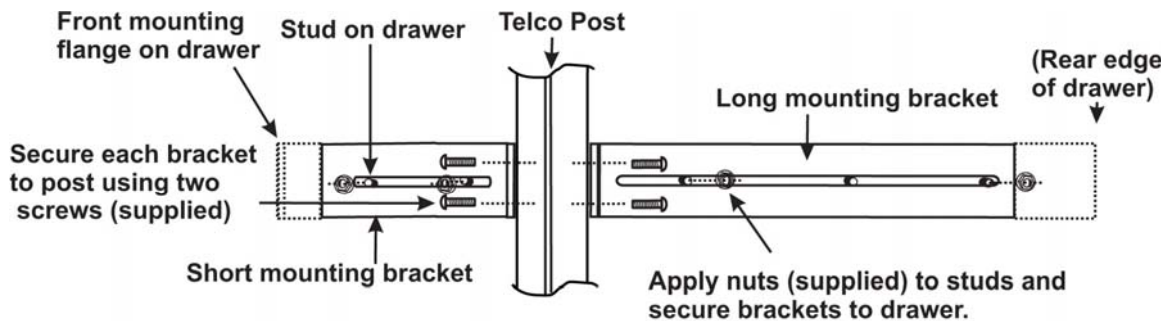 Front mounting
flange on drawer
Stud on drawer
Telco Post
(Rear edge
of drawer)
Long mounting bracket
Secure each bracket
to post using two
screws (supplied)
Short mounting bracket
Apply nuts (supplied) to studs and
secure brackets to drawer.